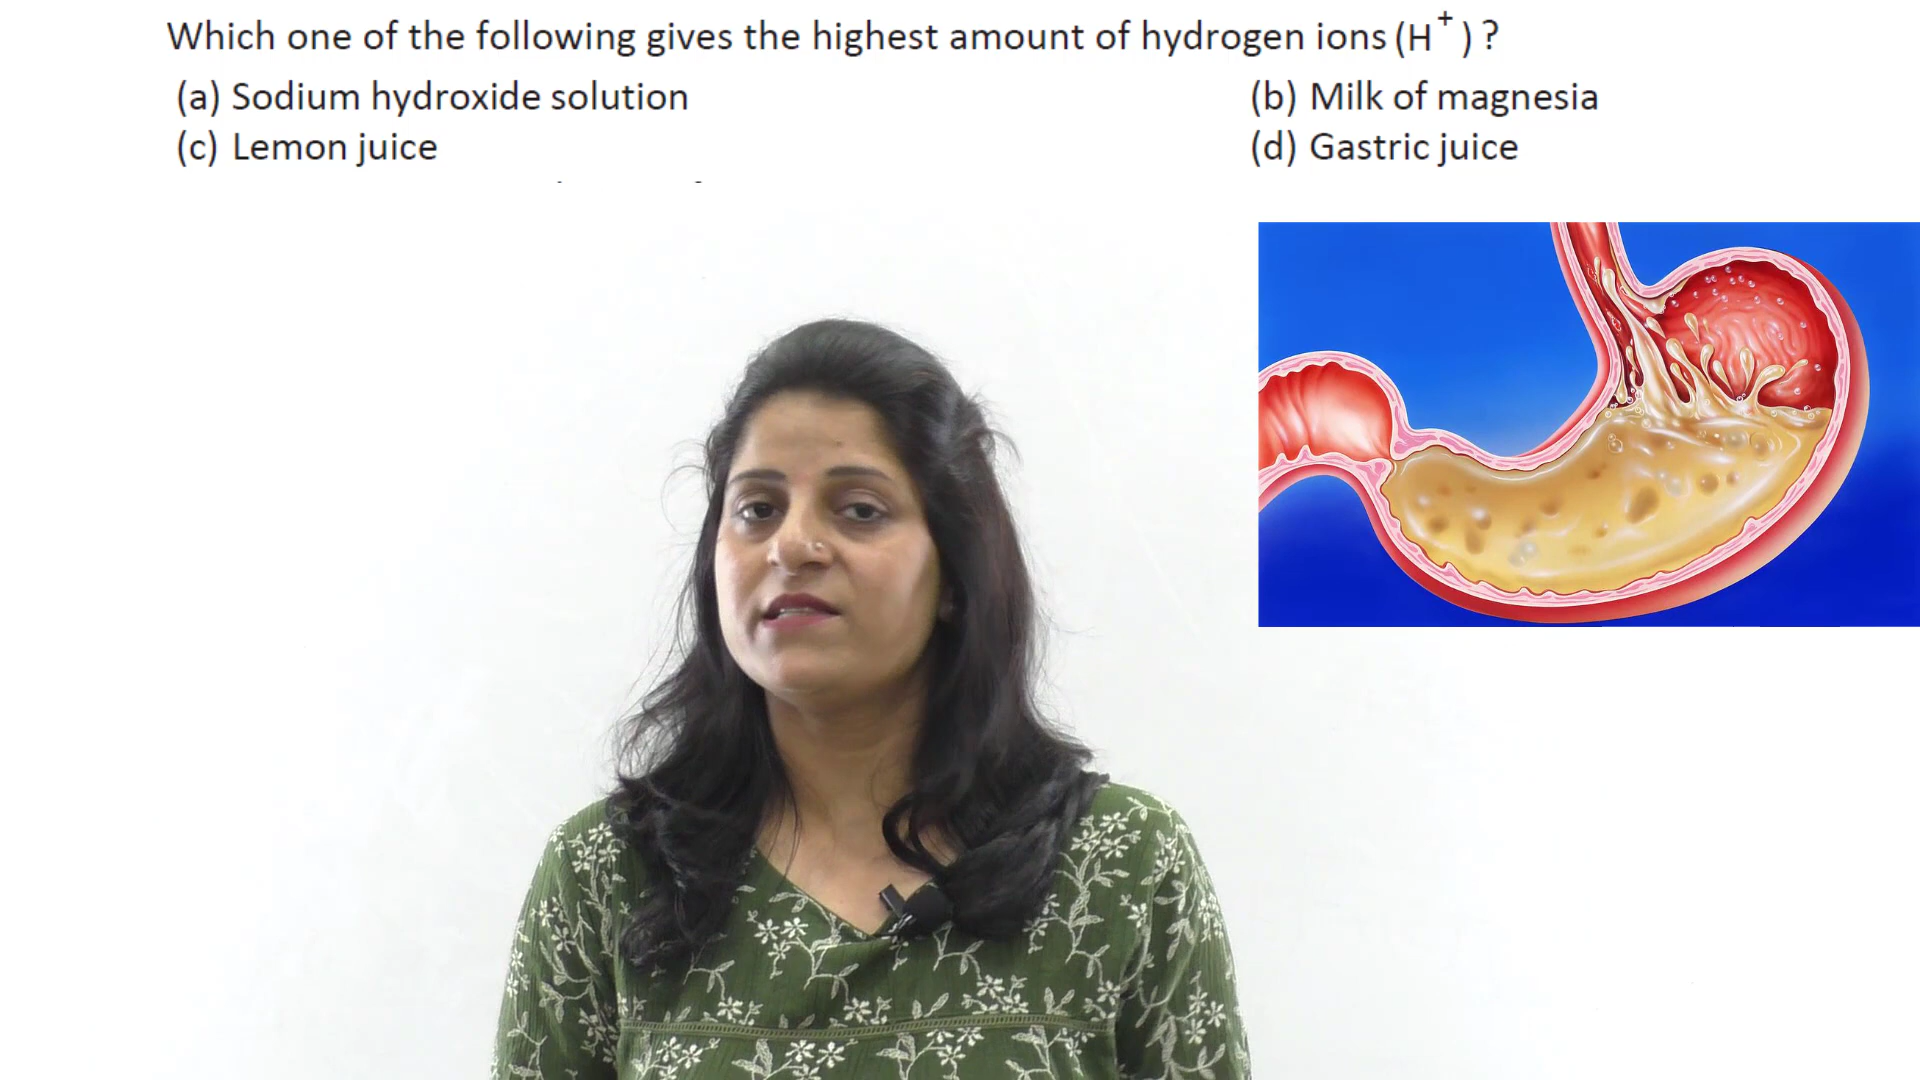 Which one of the following gives the highest amount of hydrogen ions (H⁺) ?
(a) Sodium hydroxide solution (b) Milk of magnesia
(c) Lemon juice (d) Gastric juice